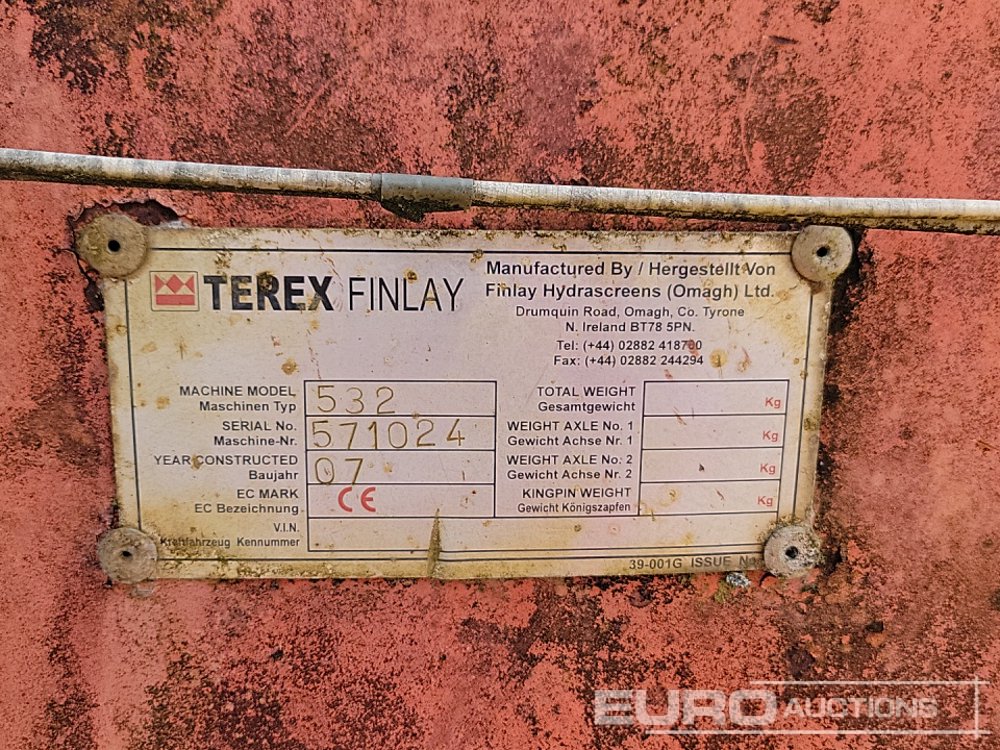 TEREX FINLAY
Manufactured By / Hergestellt Von
Finlay Hydrascreens (Omagh) Ltd.
Drumquin Road, Omagh, Co. Tyrone
N. Ireland BT78 5PN.
Tel: (+44) 02882 418700
Fax: (+44) 02882 244294
MACHINE MODEL 532
Maschinen Typ
SERIAL No. 571024
Maschine-Nr.
YEAR CONSTRUCTED 07
Baujahr
EC MARK CE
EC Bezeichnung
V.I.N.
Kraftfahrzeug Kennummer
TOTAL WEIGHT Kg
Gesamtgewicht
WEIGHT AXLE No. 1 Kg
Gewicht Achse Nr. 1
WEIGHT AXLE No. 2 Kg
Gewicht Achse Nr. 2
KINGPIN WEIGHT Kg
Gewicht Königszapfen
39-001G ISSUE
EURO AUCTIONS